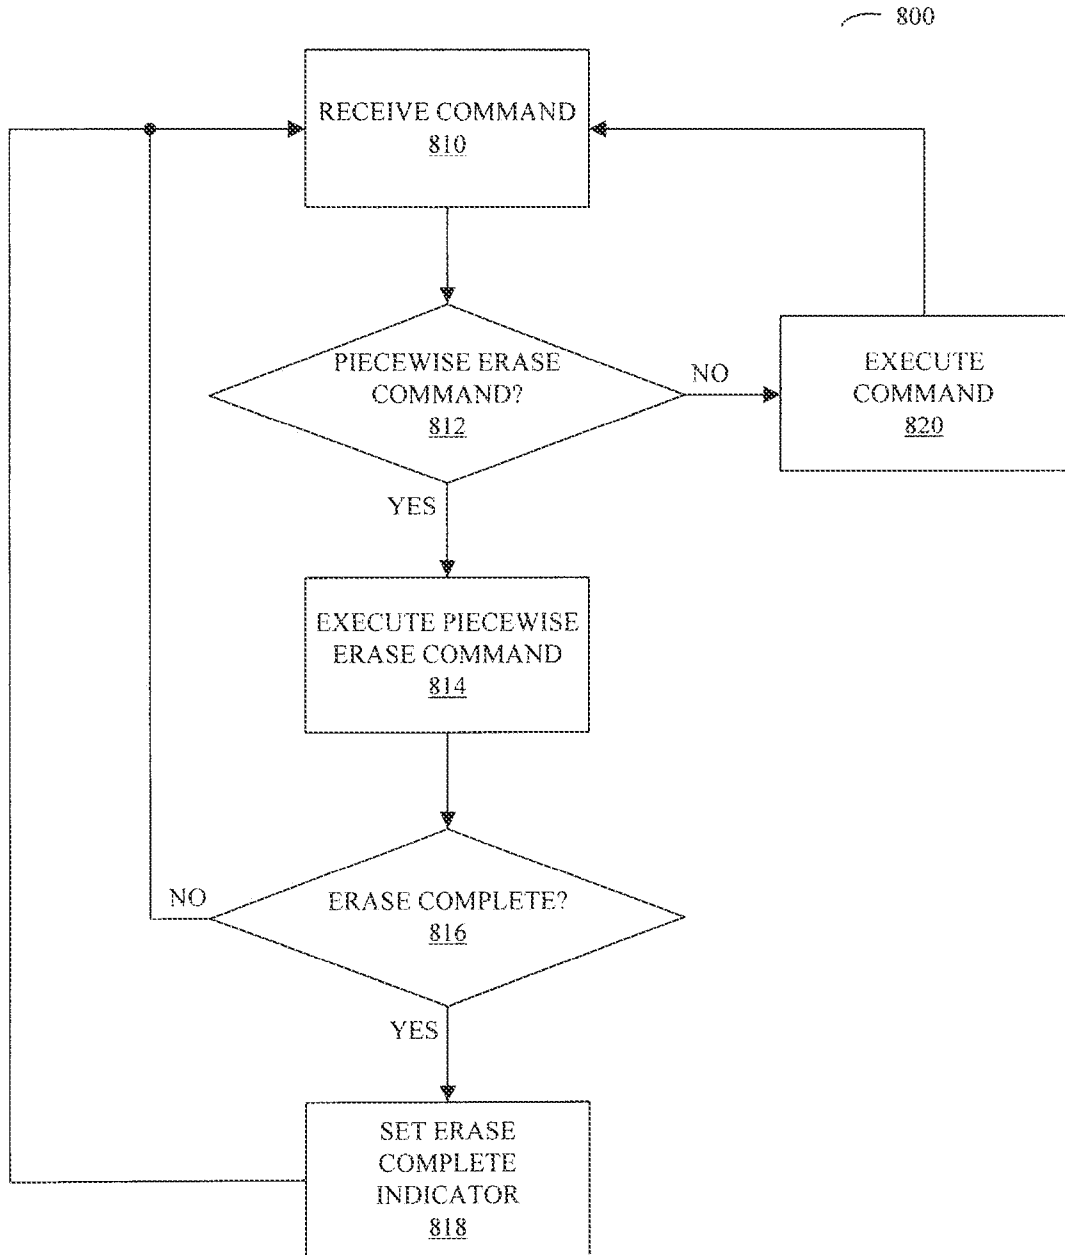 800
RECEIVE COMMAND
810
PIECEWISE ERASE
COMMAND?
812
NO
EXECUTE
COMMAND
820
YES
EXECUTE PIECEWISE
ERASE COMMAND
814
NO
ERASE COMPLETE?
816
YES
SET ERASE
COMPLETE
INDICATOR
818